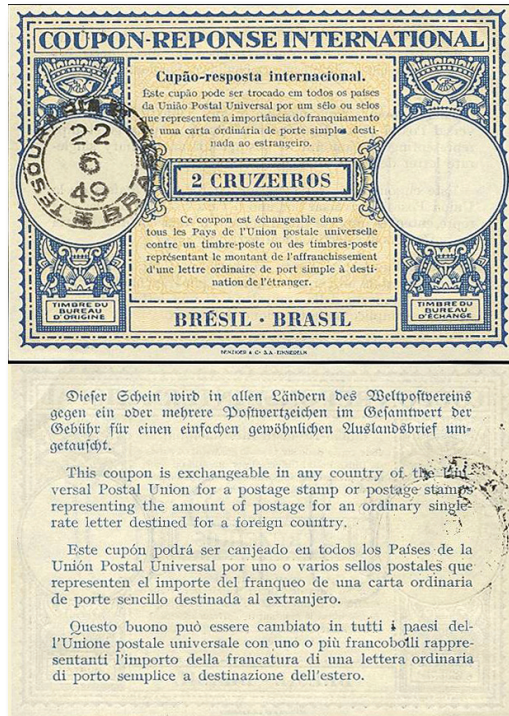 COUPON-REPONSE INTERNATIONAL
Cupão-resposta internacional.
Este cupão pode ser trocado em todos os países
da União Postal Universal por um sêlo ou selos
que representem a importância do franquiamento
de uma carta ordinária de porte simples desti-
nada ao estrangeiro.
TESOURARIA
22
6
49
2 CRUZEIROS
Ce coupon est échangeable dans
tous les Pays de l'Union postale universelle
contre un timbre-poste ou des timbres-poste
représentant le montant de l'affranchissement
d'une lettre ordinaire de port simple à desti-
nation de l'étranger.
TIMBRE DU
BUREAU
D'ORIGINE
TIMBRE DU
BUREAU
D'ÉCHANGE
BRÉSIL · BRASIL
BENZIGER & Cº S.A. EINSIEDELN
Dieser Schein wird in allen Ländern des Weltpostvereins
gegen ein oder mehrere Postwertzeichen im Gesamtwert der
Gebühr für einen einfachen gewöhnlichen Auslandsbrief um-
getauscht.
This coupon is exchangeable in any country of the Uni-
versal Postal Union for a postage stamp or postage stamps
representing the amount of postage for an ordinary single-
rate letter destined for a foreign country.
Este cupón podrá ser canjeado en todos los Países de la
Unión Postal Universal por uno o varios sellos postales que
representen el importe del franqueo de una carta ordinaria
de porte sencillo destinada al extranjero.
Questo buono può essere cambiato in tutti i paesi del-
l'Unione postale universale con uno o più francobolli rappre-
sentanti l'importo della francatura di una lettera ordinaria
di porto semplice a destinazione dell'estero.